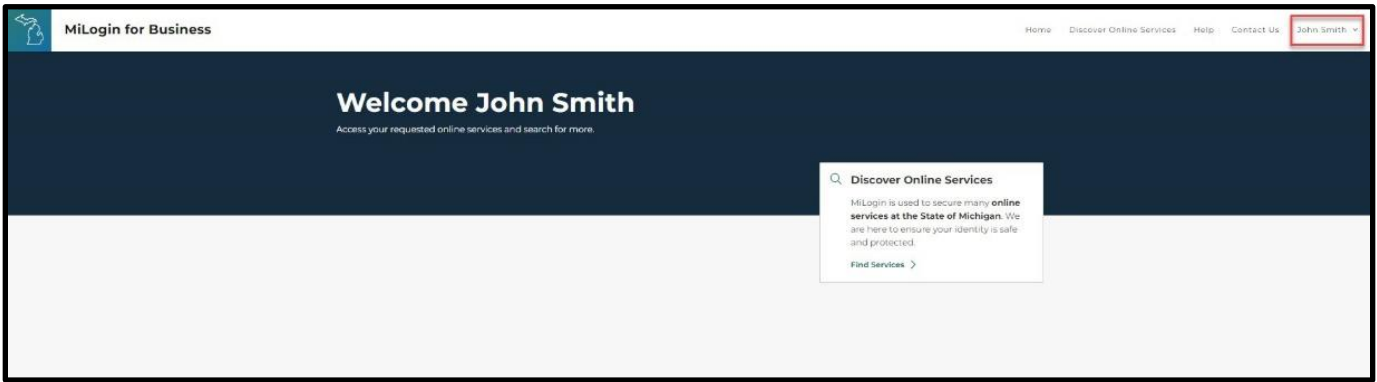 MiLogin for Business
Home Discover Online Services Help Contact Us John Smith
Welcome John Smith
Access your requested online services and search for more.
Discover Online Services
MiLogin is used to secure many online
services at the State of Michigan. We
are here to ensure your identity is safe
and protected.
Find Services